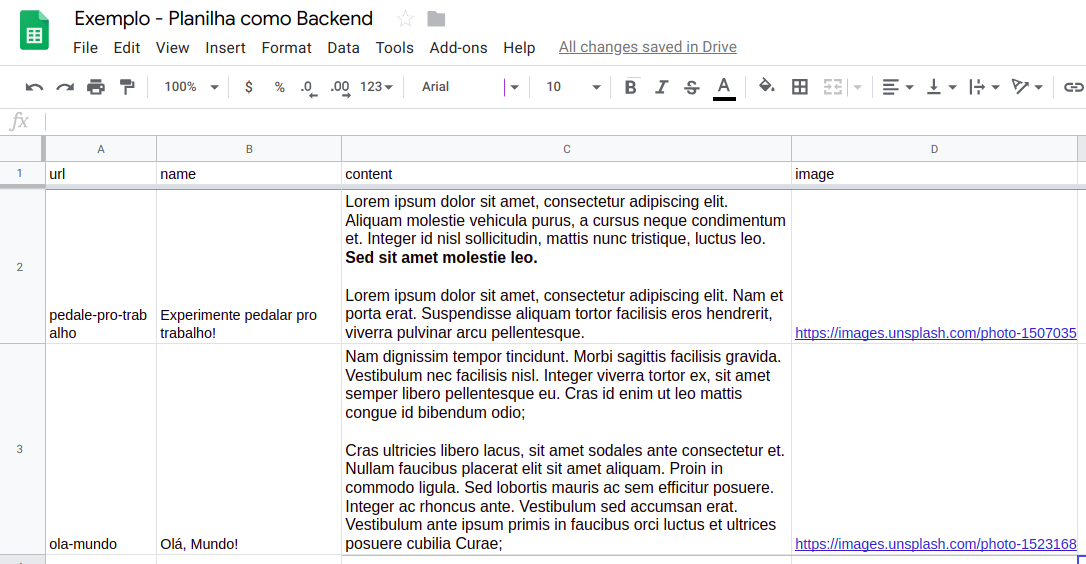 Exemplo - Planilha como Backend
File Edit View Insert Format Data Tools Add-ons Help All changes saved in Drive
100% $ % .0 .00 123 Arial 10 B I S A
fx
A B C D
1 url name content image
2
pedale-pro-trab
alho
Experimente pedalar pro
trabalho!
Lorem ipsum dolor sit amet, consectetur adipiscing elit.
Aliquam molestie vehicula purus, a cursus neque condimentum
et. Integer id nisl sollicitudin, mattis nunc tristique, luctus leo.
Sed sit amet molestie leo.
Lorem ipsum dolor sit amet, consectetur adipiscing elit. Nam et
porta erat. Suspendisse aliquam tortor facilisis eros hendrerit,
viverra pulvinar arcu pellentesque.
https://images.unsplash.com/photo-1507035
3
ola-mundo
Olá, Mundo!
Nam dignissim tempor tincidunt. Morbi sagittis facilisis gravida.
Vestibulum nec facilisis nisl. Integer viverra tortor ex, sit amet
semper libero pellentesque eu. Cras id enim ut leo mattis
congue id bibendum odio;
Cras ultricies libero lacus, sit amet sodales ante consectetur et.
Nullam faucibus placerat elit sit amet aliquam. Proin in
commodo ligula. Sed lobortis mauris ac sem efficitur posuere.
Integer ac rhoncus ante. Vestibulum sed accumsan erat.
Vestibulum ante ipsum primis in faucibus orci luctus et ultrices
posuere cubilia Curae;
https://images.unsplash.com/photo-1523168